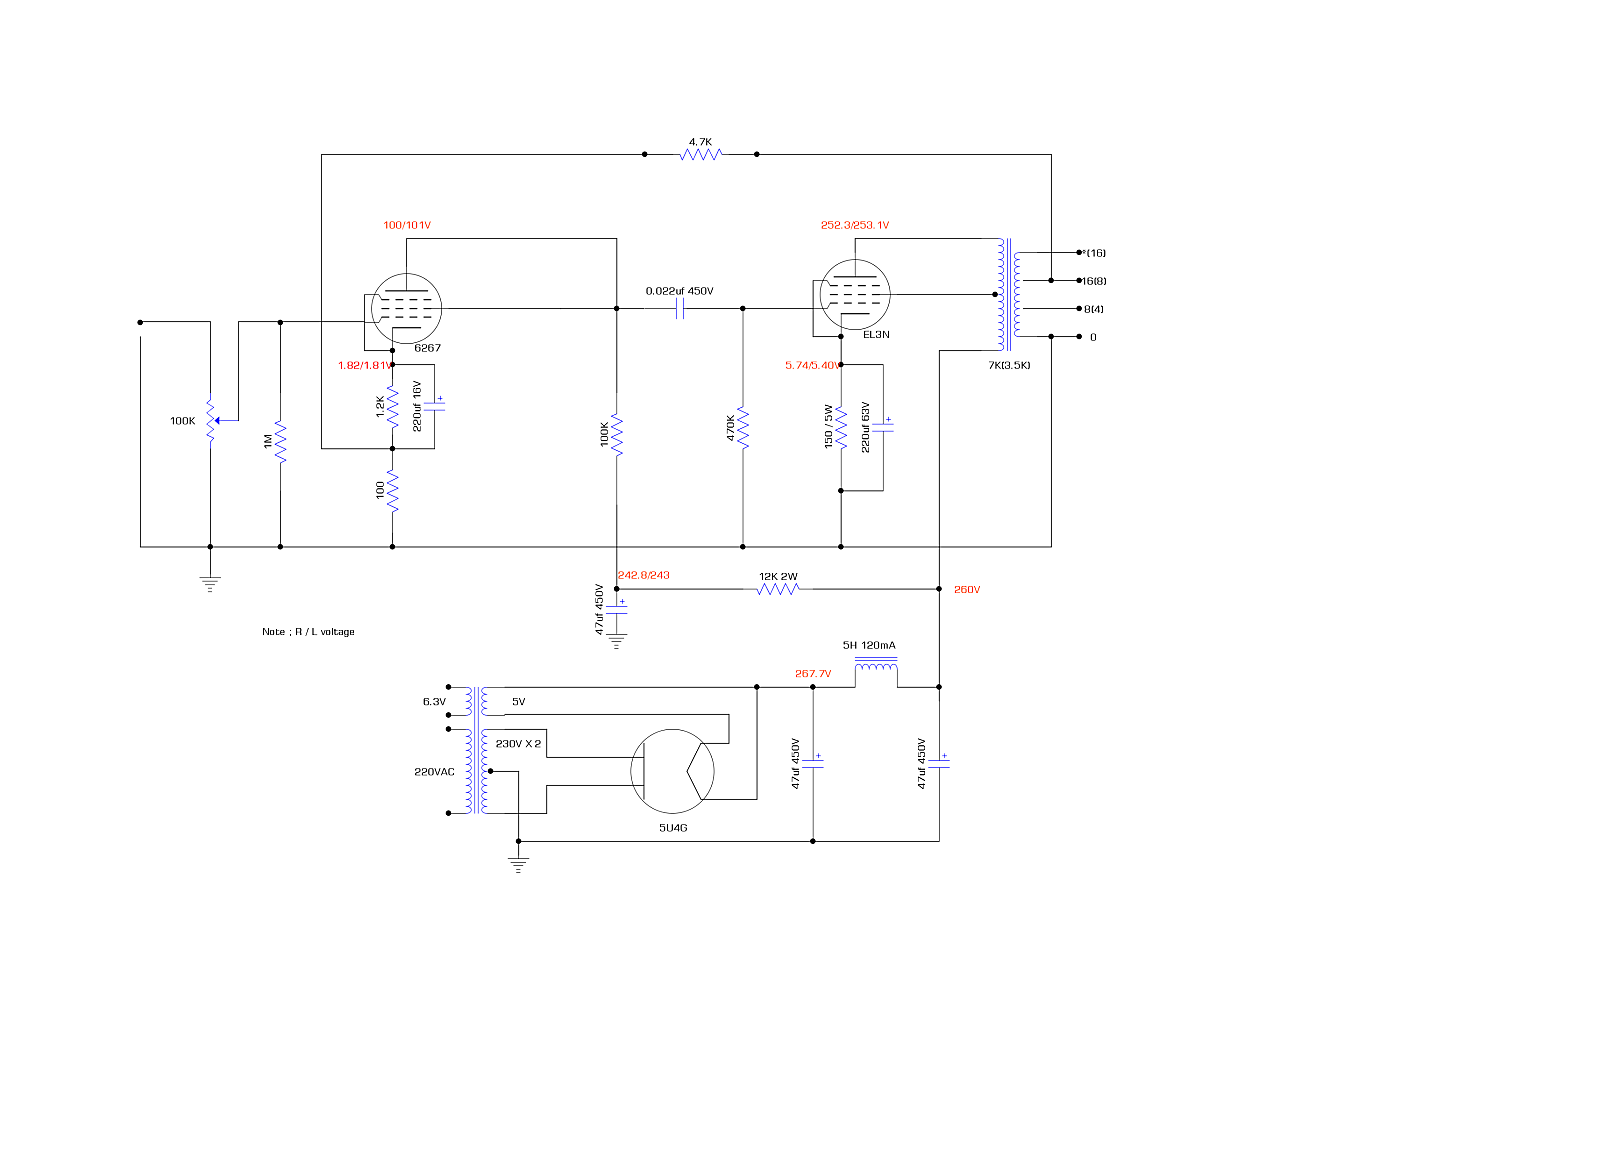 4.7K
100/101V
252.3/253.1V
*(16)
16(8)
0.022uf 450V
8(4)
EL3N
0
6267
1.82/1.81V
5.74/5.40V
7K(3.5K)
100K
1.2K
220uf 16V
1M
100K
470K
150 / 5W
220uf 63V
100
242.8/243
12K 2W
260V
47uf 450V
Note ; R / L voltage
5H 120mA
267.7V
6.3V
5V
230V X 2
220VAC
47uf 450V
47uf 450V
5U4G